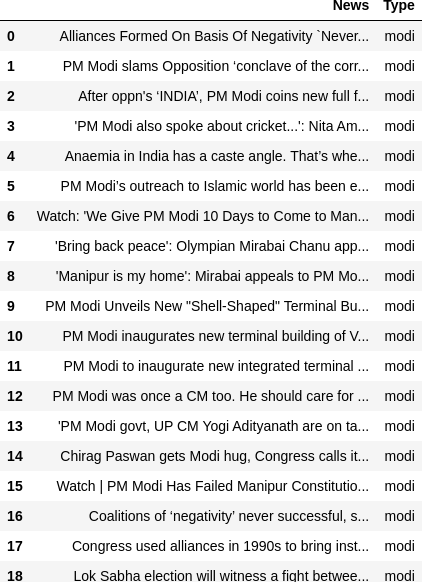 News Type
0 Alliances Formed On Basis Of Negativity `Never... modi
1 PM Modi slams Opposition ‘conclave of the corr... modi
2 After oppn's ‘INDIA’, PM Modi coins new full f... modi
3 'PM Modi also spoke about cricket...': Nita Am... modi
4 Anaemia in India has a caste angle. That’s whe... modi
5 PM Modi’s outreach to Islamic world has been e... modi
6 Watch: 'We Give PM Modi 10 Days to Come to Man... modi
7 'Bring back peace': Olympian Mirabai Chanu app... modi
8 'Manipur is my home': Mirabai appeals to PM Mo... modi
9 PM Modi Unveils New "Shell-Shaped" Terminal Bu... modi
10 PM Modi inaugurates new terminal building of V... modi
11 PM Modi to inaugurate new integrated terminal ... modi
12 PM Modi was once a CM too. He should care for ... modi
13 'PM Modi govt, UP CM Yogi Adityanath are on ta... modi
14 Chirag Paswan gets Modi hug, Congress calls it... modi
15 Watch | PM Modi Has Failed Manipur Constitutio... modi
16 Coalitions of ‘negativity’ never successful, s... modi
17 Congress used alliances in 1990s to bring inst... modi
18 Lok Sabha election will witness a fight betwee... modi